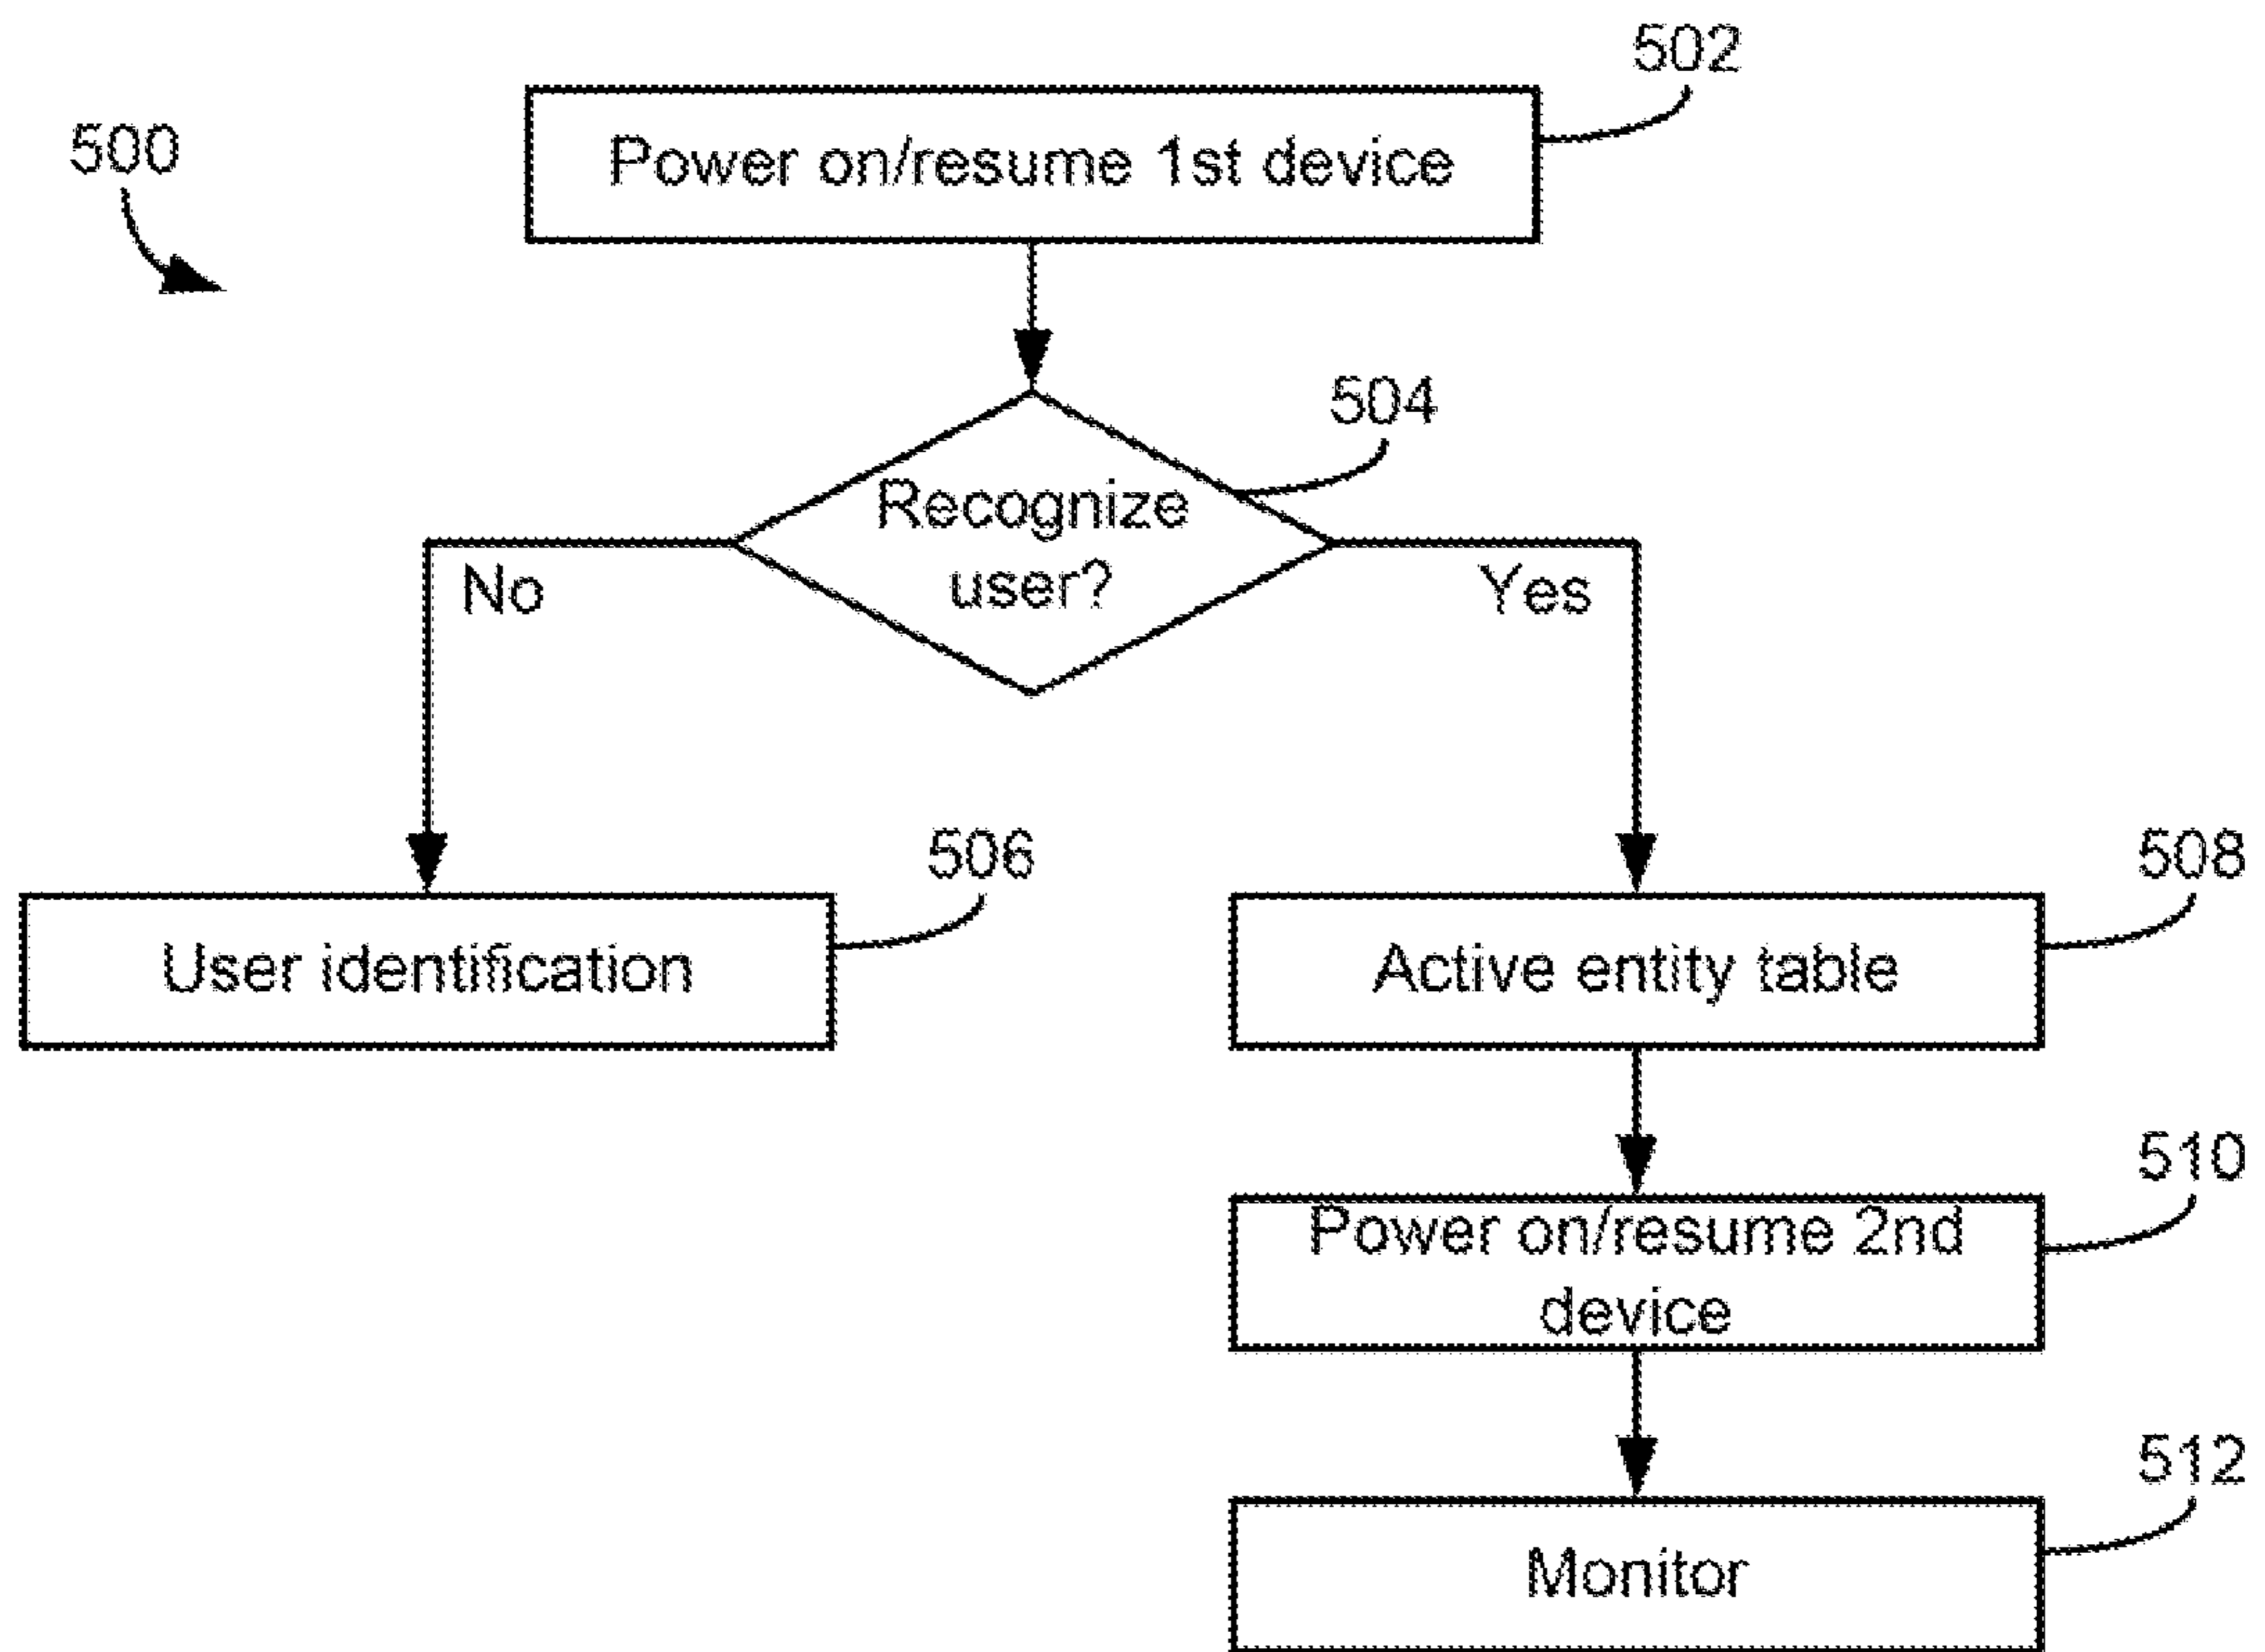 502
500
Power on/resume 1st device
504
Recognize
user?
No
Yes
506
508
User identification
Active entity table
510
Power on/resume 2nd
device
512
Monitor